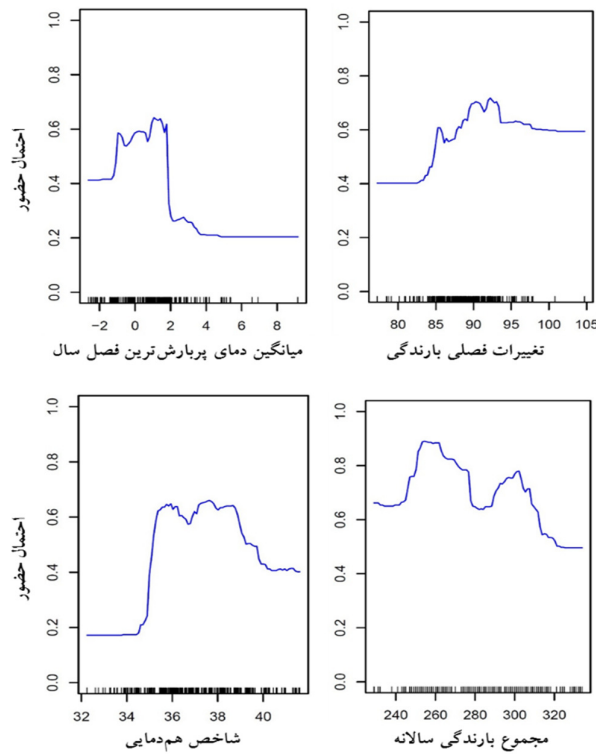 احتمال حضور
0.0 0.2 0.4 0.6 0.8 1.0
−2 0 2 4 6 8
میانگین دمای پربارش‌ترین فصل سال
0.0 0.2 0.4 0.6 0.8 1.0
80 85 90 95 100 105
تغییرات فصلی بارندگی
احتمال حضور
0.0 0.2 0.4 0.6 0.8 1.0
32 34 36 38 40
شاخص هم‌دمایی
0.0 0.2 0.4 0.6 0.8 1.0
240 260 280 300 320
مجموع بارندگی سالانه